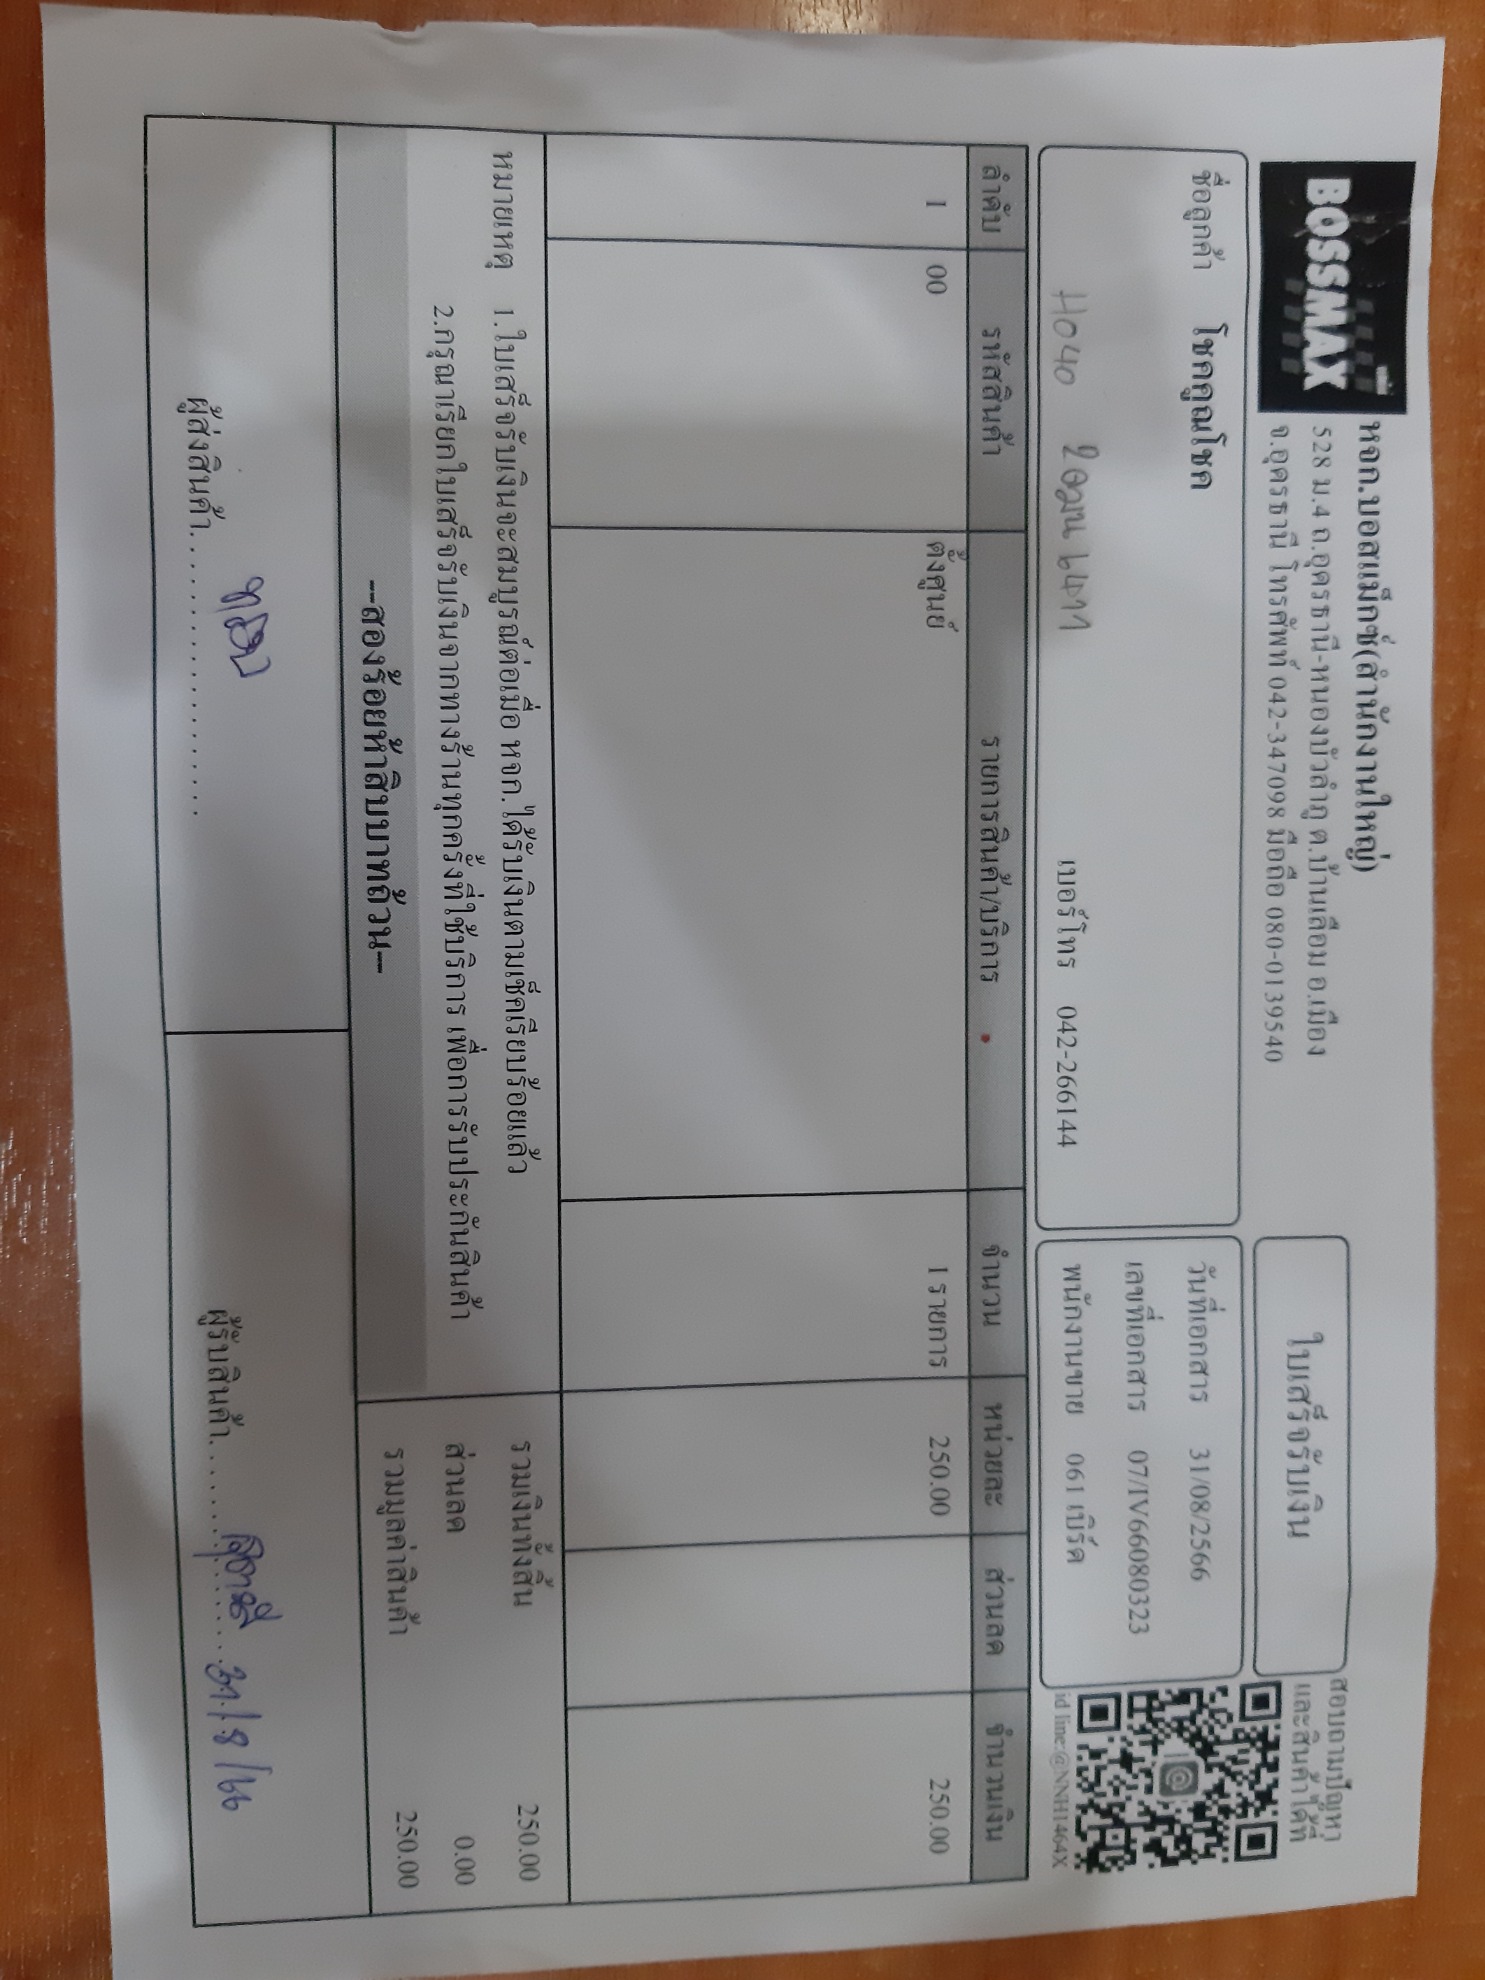 BOSSMAX
หจก.บอสแม็กซ์(สำนักงานใหญ่)
528 ม.4 ถ.อุดรธานี-หนองบัวลำภู ต.บ้านเลื่อม อ.เมือง
จ.อุดรธานี โทรศัพท์ 042-347098 มือถือ 080-0139540
ใบเสร็จรับเงิน
สอบถามปัญหา
และสินค้าได้ที่
id line:@NNH1464X
ชื่อลูกค้า โชคคูณโชค
H040
เบอร์โทร 042-266144
วันที่เอกสาร 31/08/2566
เลขที่เอกสาร 07/IV66080323
พนักงานขาย 061 เบิร์ด
ลำดับ รหัสสินค้า รายการสินค้า/บริการ จำนวน หน่วยละ ส่วนลด จำนวนเงิน
1 00 ตั้งศูนย์ 1 รายการ 250.00 250.00
หมายเหตุ 1.ใบเสร็จรับเงินจะสมบูรณ์ต่อเมื่อ หจก.ได้รับเงินตามเช็คเรียบร้อยแล้ว
2.กรุณาเรียกใบเสร็จรับเงินจากทางร้านทุกครั้งที่ใช้บริการ เพื่อการรับประกันสินค้า
รวมเงินทั้งสิ้น 250.00
ส่วนลด 0.00
รวมมูลค่าสินค้า 250.00
--สองร้อยห้าสิบบาทถ้วน--
ผู้ส่งสินค้า..............................
ผู้รับสินค้า..............................